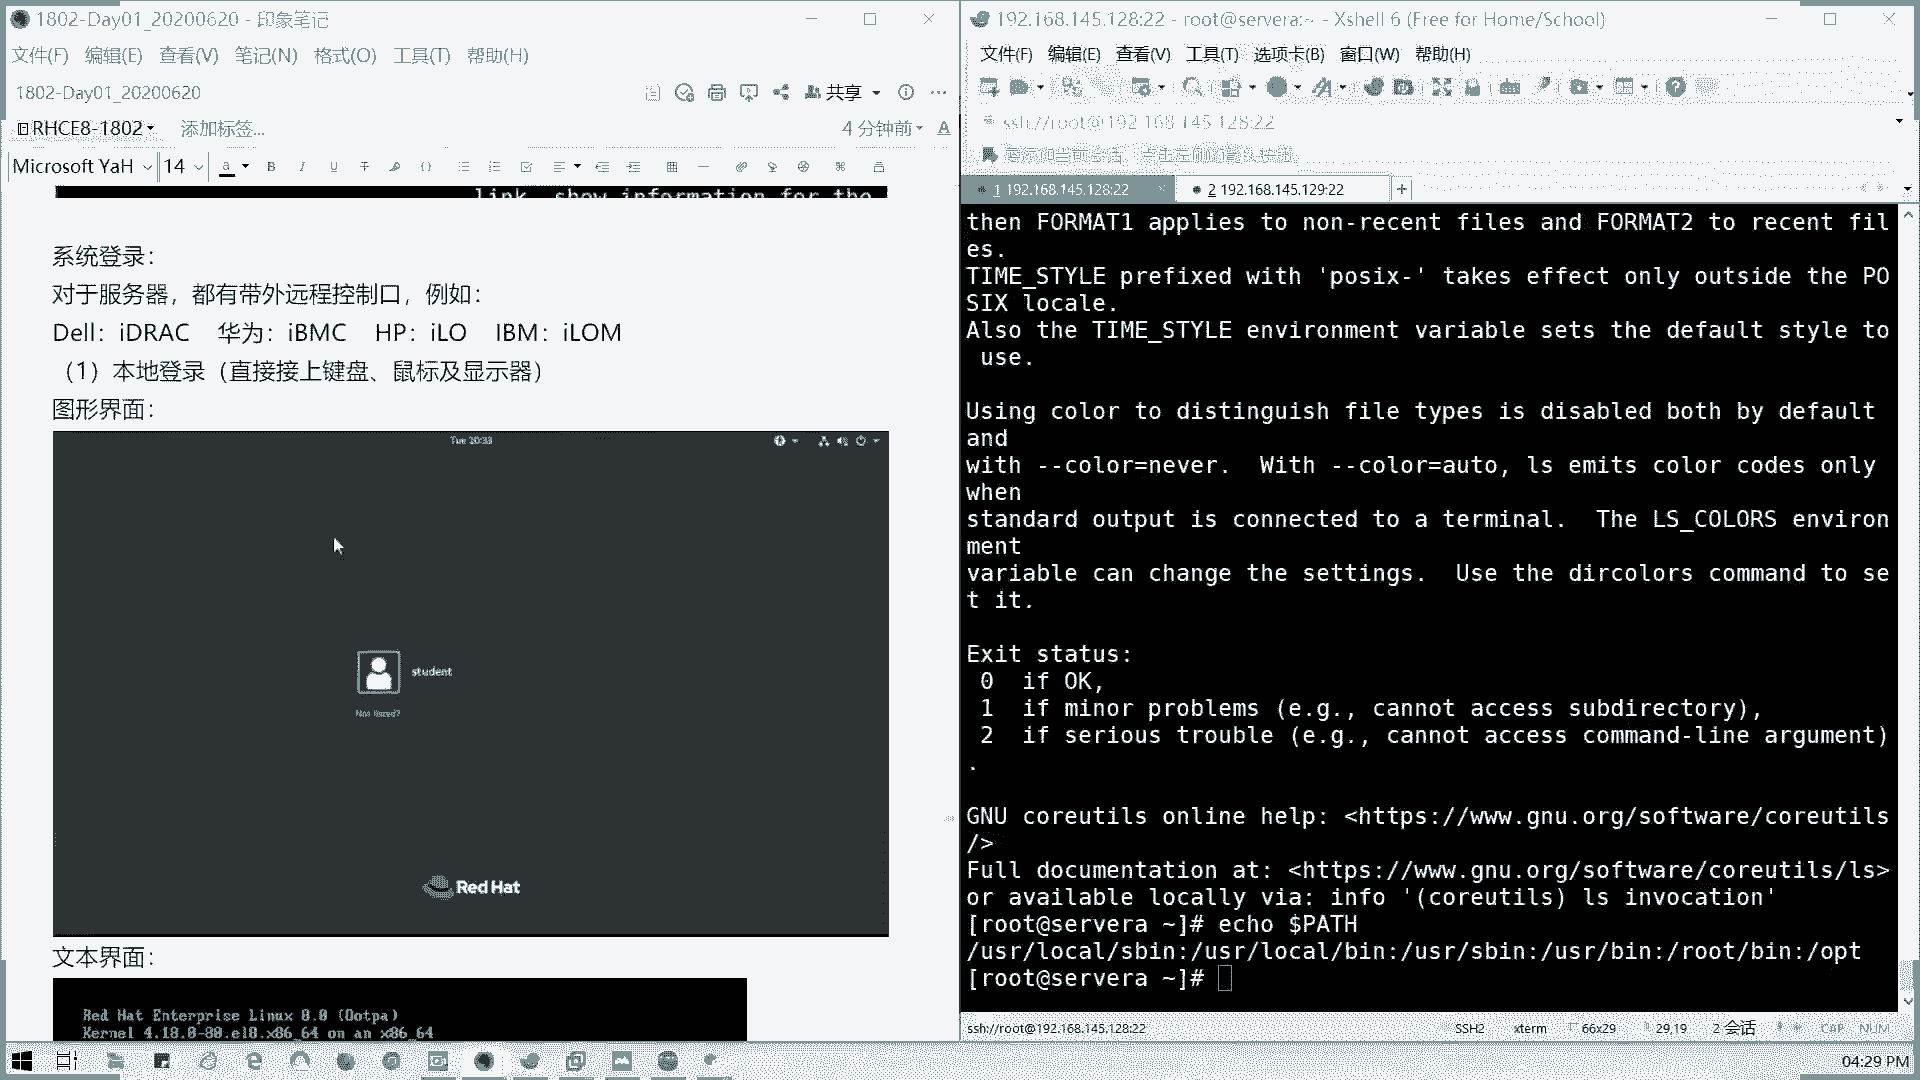 1802-Day01_20200620 - 印象笔记
文件(F) 编辑(E) 查看(V) 笔记(N) 格式(O) 工具(T) 帮助(H)
1802-Day01_20200620
共享
RHCE8-1802
添加标签...
4 分钟前
Microsoft YaH 14
link show information for the
系统登录：
对于服务器，都有带外远程控制口，例如：
Dell：iDRAC 华为：iBMC HP：iLO IBM：iLOM
（1）本地登录（直接接上键盘、鼠标及显示器）
图形界面：
Tue 20:33
student
Not listed?
Red Hat
文本界面：
Red Hat Enterprise Linux 8.0 (Ootpa)
Kernel 4.18.0-80.el8.x86_64 on an x86_64
192.168.145.128:22 - root@servera:~ - Xshell 6 (Free for Home/School)
文件(F) 编辑(E) 查看(V) 工具(T) 选项卡(B) 窗口(W) 帮助(H)
ssh://root@192.168.145.128:22
1 192.168.145.128:22
2 192.168.145.129:22
then FORMAT1 applies to non-recent files and FORMAT2 to recent fil
es.
TIME_STYLE prefixed with 'posix-' takes effect only outside the PO
SIX locale.
Also the TIME_STYLE environment variable sets the default style to
use.
Using color to distinguish file types is disabled both by default
and
with --color=never.  With --color=auto, ls emits color codes only
when
standard output is connected to a terminal.  The LS_COLORS environ
ment
variable can change the settings.  Use the dircolors command to se
t it.
Exit status:
0  if OK,
1  if minor problems (e.g., cannot access subdirectory),
2  if serious trouble (e.g., cannot access command-line argument)
.
GNU coreutils online help: <https://www.gnu.org/software/coreutils
/>
Full documentation at: <https://www.gnu.org/software/coreutils/ls>
or available locally via: info '(coreutils) ls invocation'
[root@servera ~]# echo $PATH
/usr/local/sbin:/usr/local/bin:/usr/sbin:/usr/bin:/root/bin:/opt
[root@servera ~]#
ssh://root@192.168.145.128:22 SSH2 xterm 66x29 29,19 2 会话 CAP NUM
04:29 PM